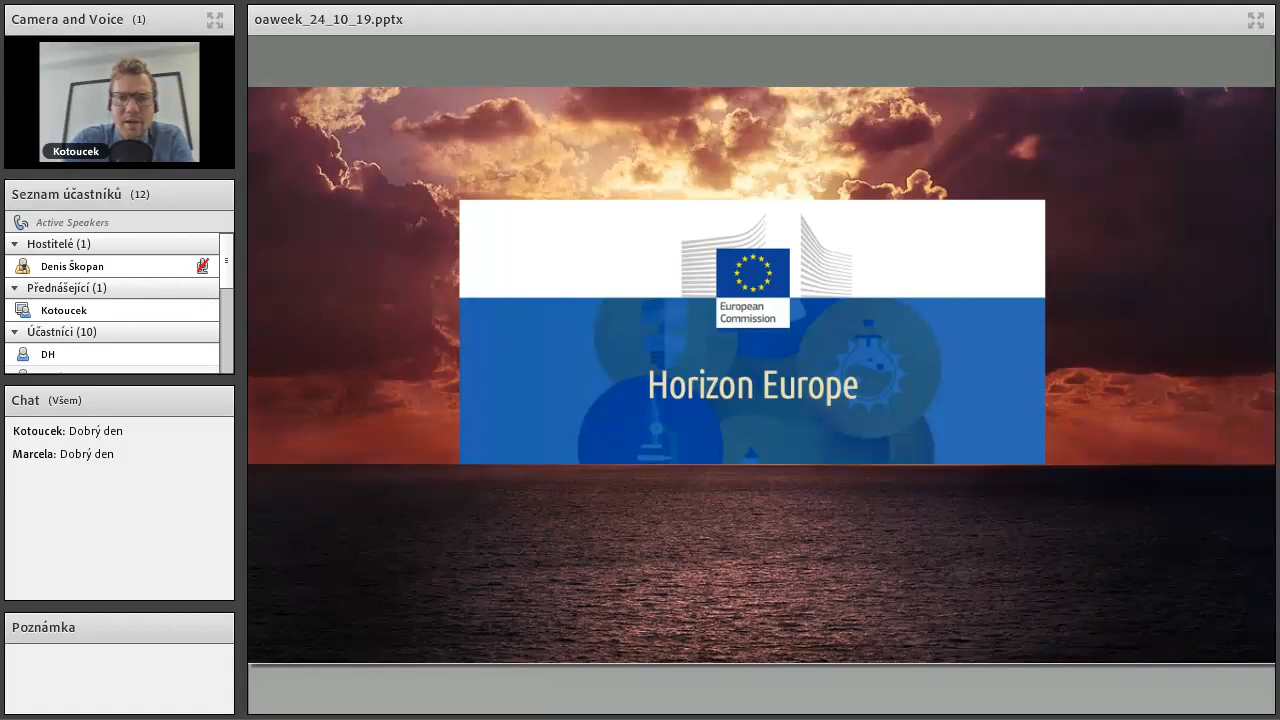 Camera and Voice (1)
Kotoucek
Seznam účastníků (12)
Active Speakers
Hostitelé (1)
Denis Škopan
Přednášející (1)
Kotoucek
Účastníci (10)
DH
Chat (Všem)
Kotoucek: Dobrý den
Marcela: Dobrý den
Poznámka
oaweek_24_10_19.pptx
European
Commission
Horizon Europe